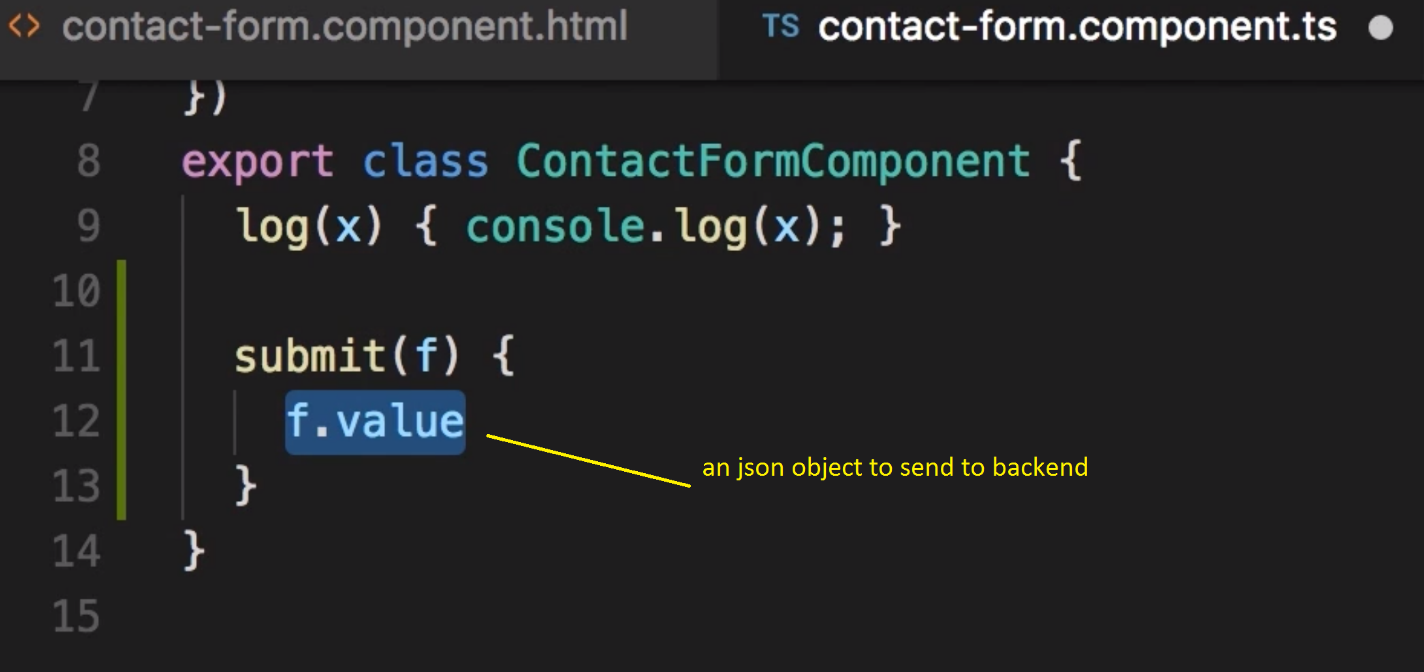 <> contact-form.component.html
TS contact-form.component.ts
7 })
8 export class ContactFormComponent {
9 log(x) { console.log(x); }
10
11 submit(f) {
12 f.value
an json object to send to backend
13 }
14 }
15